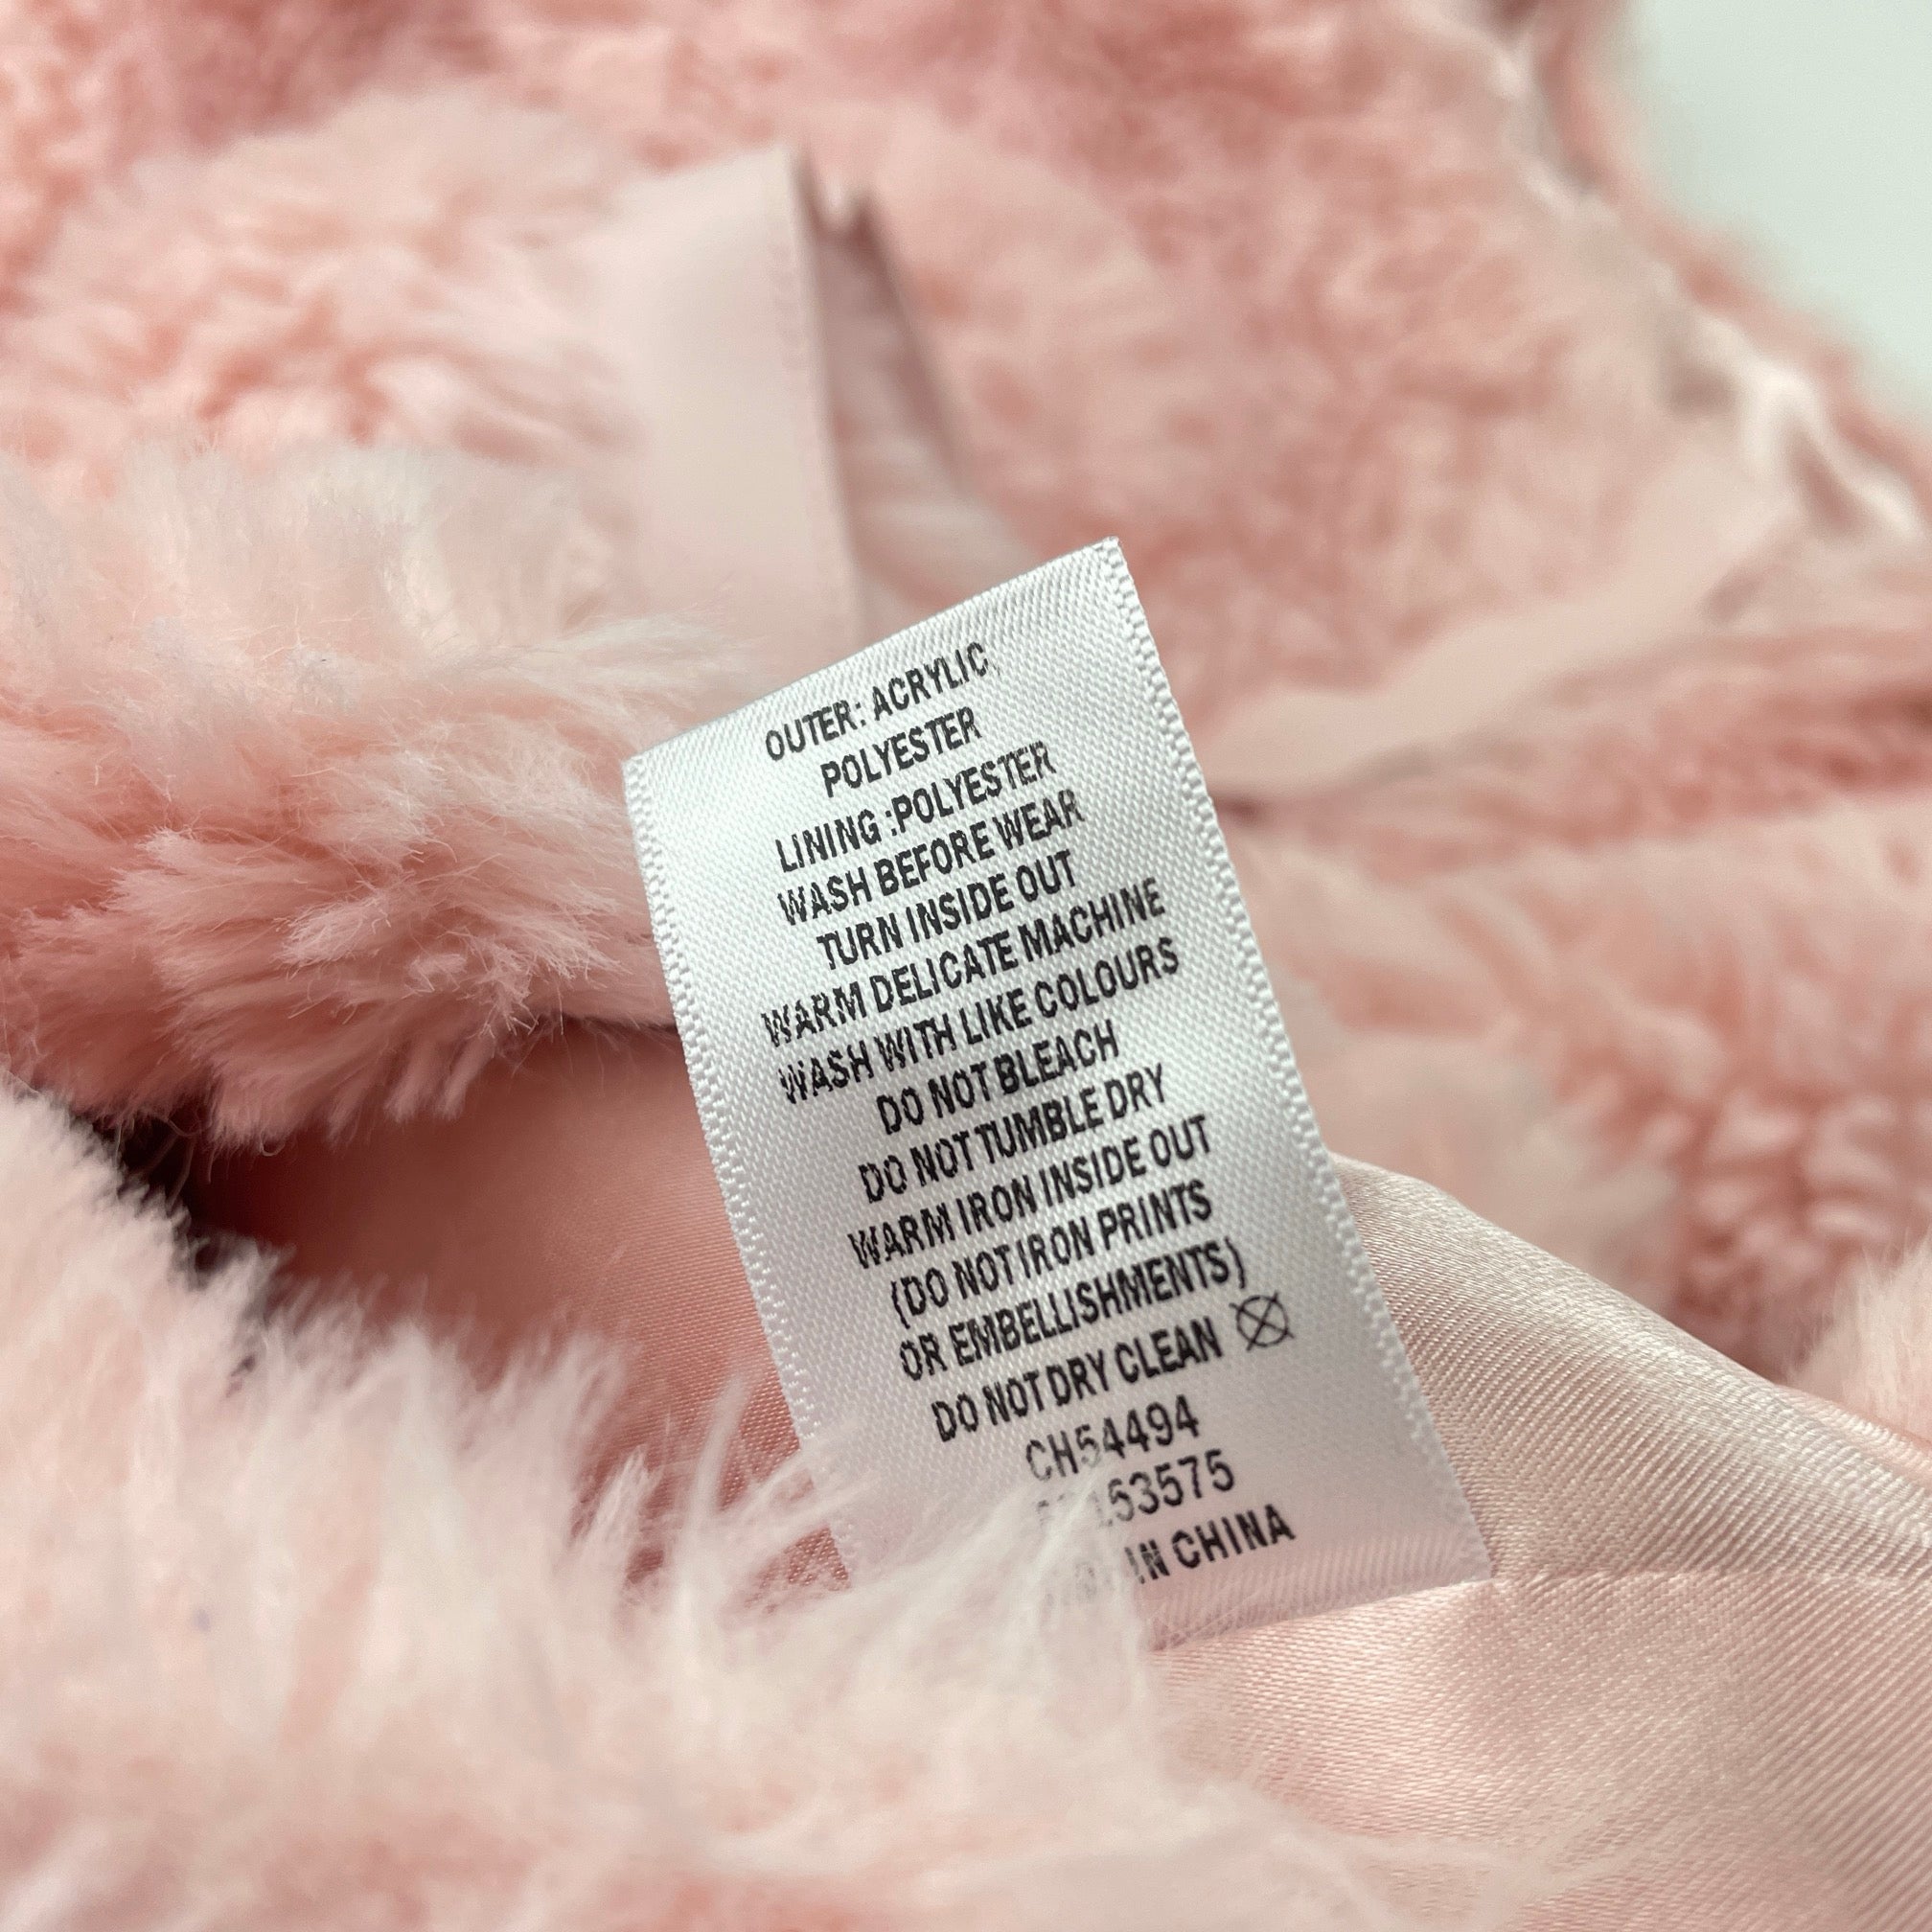 OUTER: ACRYLIC,
POLYESTER
LINING :POLYESTER
WASH BEFORE WEAR
TURN INSIDE OUT
WARM DELICATE MACHINE
WASH WITH LIKE COLOURS
DO NOT BLEACH
DO NOT TUMBLE DRY
WARM IRON INSIDE OUT
(DO NOT IRON PRINTS
OR EMBELLISHMENTS)
DO NOT DRY CLEAN
CH54494
IN CHINA